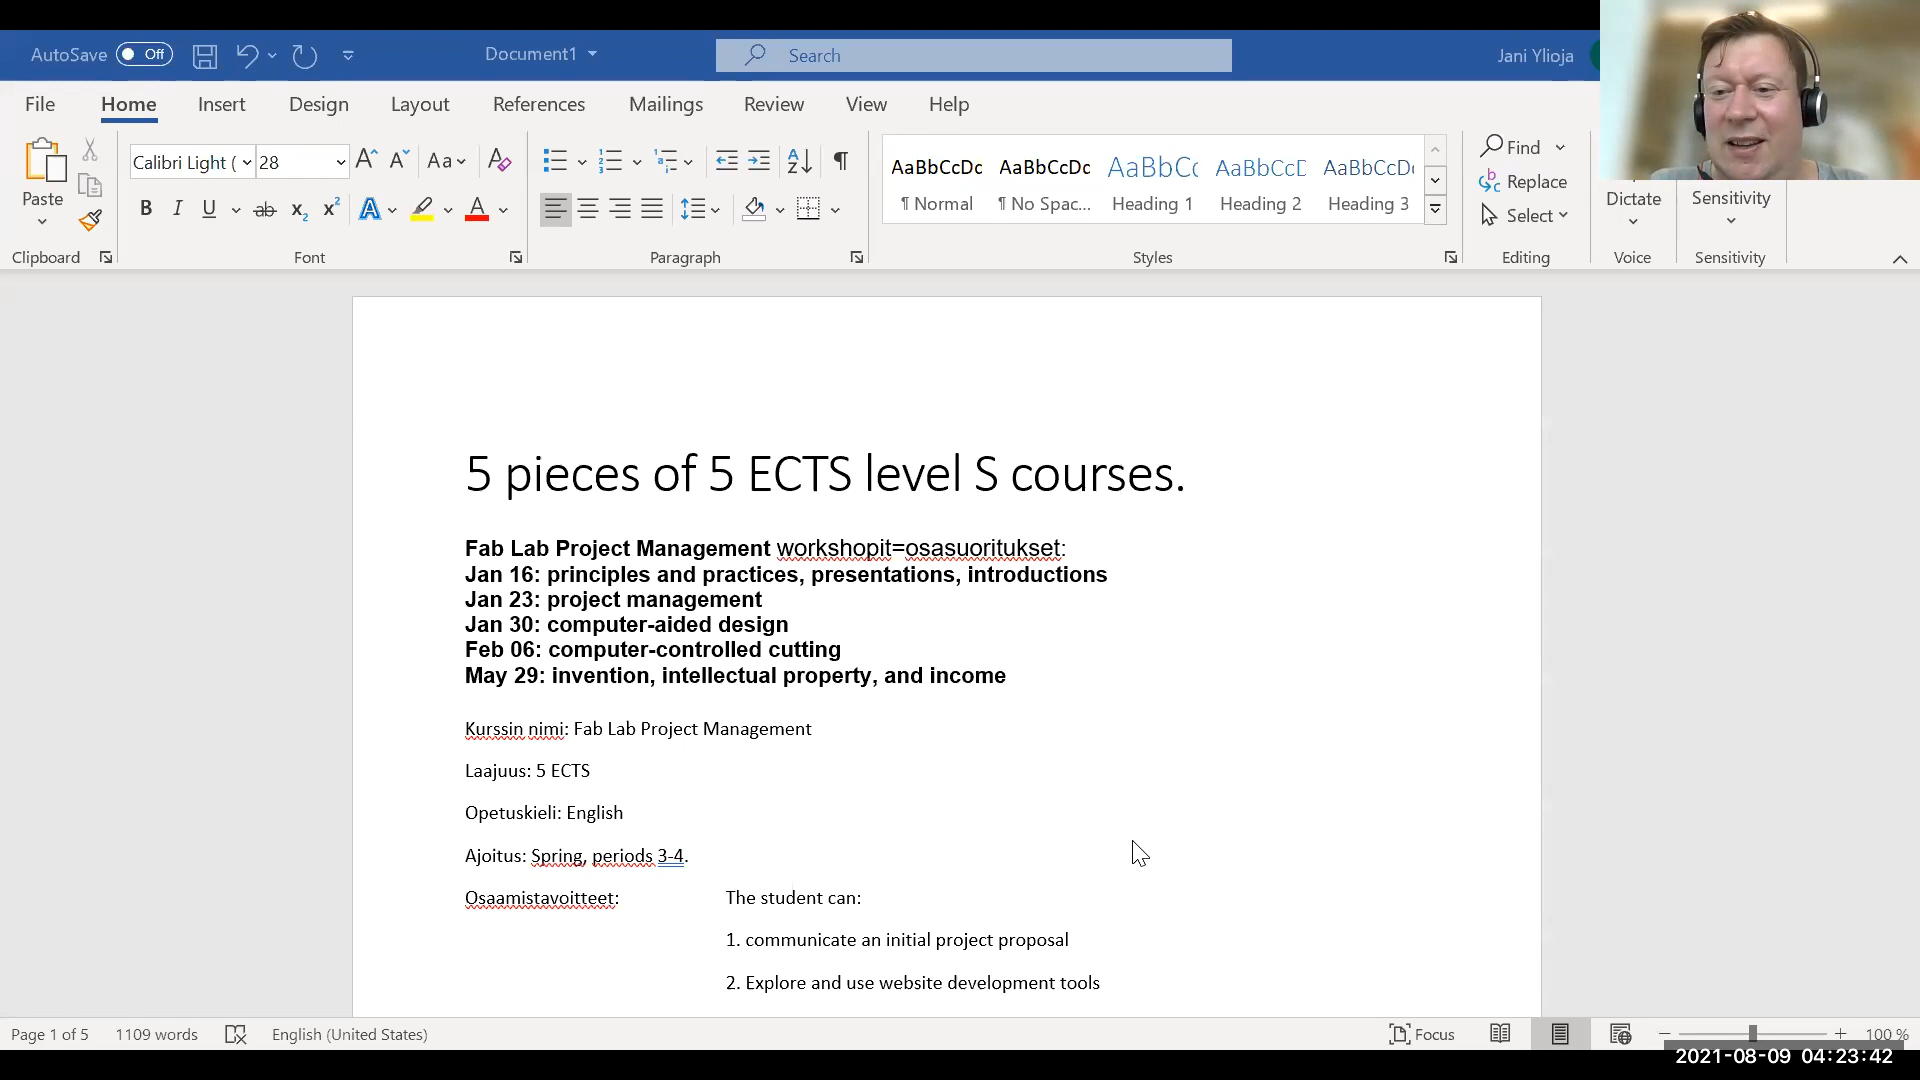 AutoSave Off Document1 Search Jani Ylioja
File Home Insert Design Layout References Mailings Review View Help
Calibri Light ( 28 Aa AaBbCcDc AaBbCcDc AaBbCc AaBbCcD AaBbCcD Find
Paste Replace
B I U ab x2 x2 A A ¶ Normal ¶ No Spac... Heading 1 Heading 2 Heading 3 Select Dictate Sensitivity
Clipboard Font Paragraph Styles Editing Voice Sensitivity
5 pieces of 5 ECTS level S courses.
Fab Lab Project Management workshopit=osasuoritukset:
Jan 16: principles and practices, presentations, introductions
Jan 23: project management
Jan 30: computer-aided design
Feb 06: computer-controlled cutting
May 29: invention, intellectual property, and income
Kurssin nimi: Fab Lab Project Management
Laajuus: 5 ECTS
Opetuskieli: English
Ajoitus: Spring, periods 3-4.
Osaamistavoitteet: The student can:
1. communicate an initial project proposal
2. Explore and use website development tools
Page 1 of 5 1109 words English (United States) Focus 100 %
2021-08-09 04:23:42